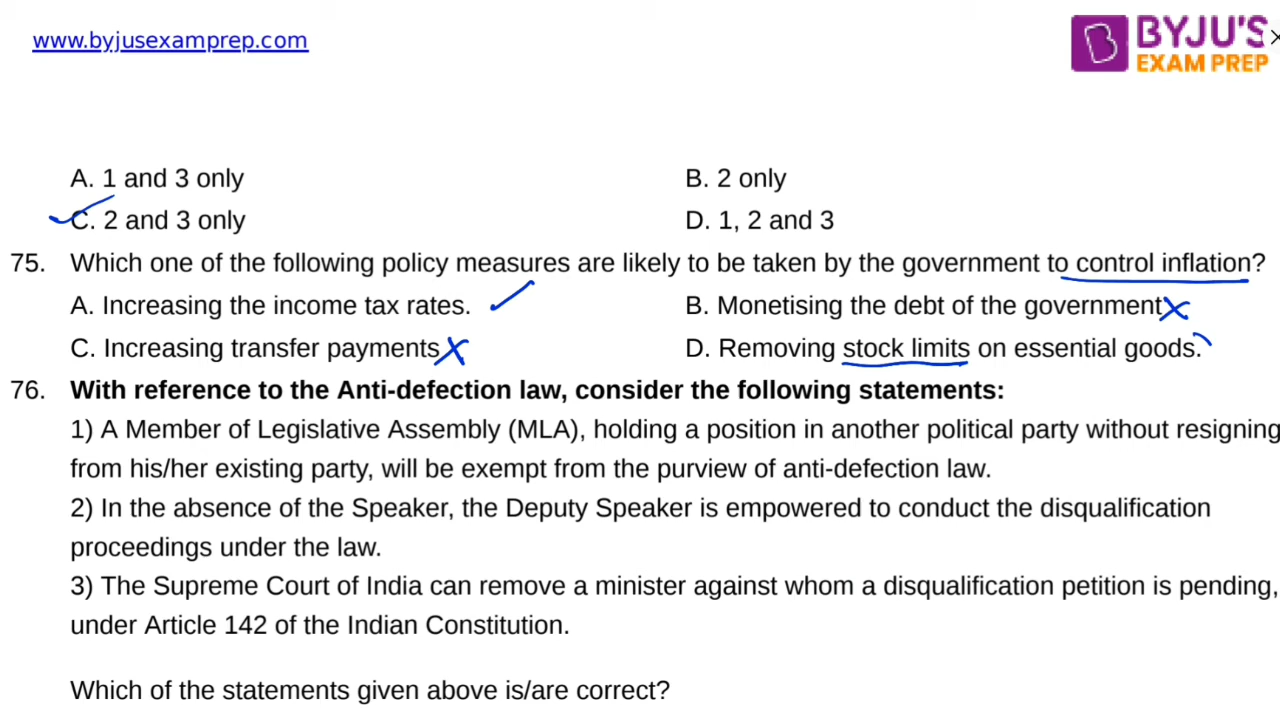 www.byjusexamprep.com
BYJU'S
EXAM PREP
A. 1 and 3 only B. 2 only
C. 2 and 3 only D. 1, 2 and 3
75. Which one of the following policy measures are likely to be taken by the government to control inflation?
A. Increasing the income tax rates. B. Monetising the debt of the government
C. Increasing transfer payments D. Removing stock limits on essential goods.
76. With reference to the Anti-defection law, consider the following statements:
1) A Member of Legislative Assembly (MLA), holding a position in another political party without resigning
from his/her existing party, will be exempt from the purview of anti-defection law.
2) In the absence of the Speaker, the Deputy Speaker is empowered to conduct the disqualification
proceedings under the law.
3) The Supreme Court of India can remove a minister against whom a disqualification petition is pending,
under Article 142 of the Indian Constitution.
Which of the statements given above is/are correct?